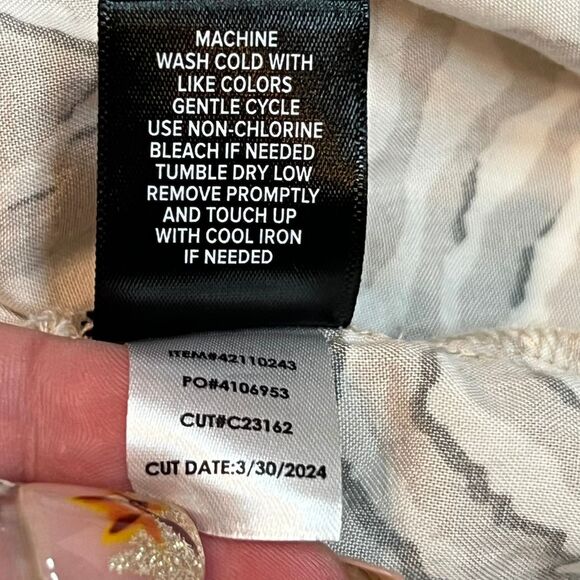 MACHINE
WASH COLD WITH
LIKE COLORS
GENTLE CYCLE
USE NON-CHLORINE
BLEACH IF NEEDED
TUMBLE DRY LOW
REMOVE PROMPTLY
AND TOUCH UP
WITH COOL IRON
IF NEEDED
ITEM#42110243
PO#4106953
CUT#C23162
CUT DATE:3/30/2024